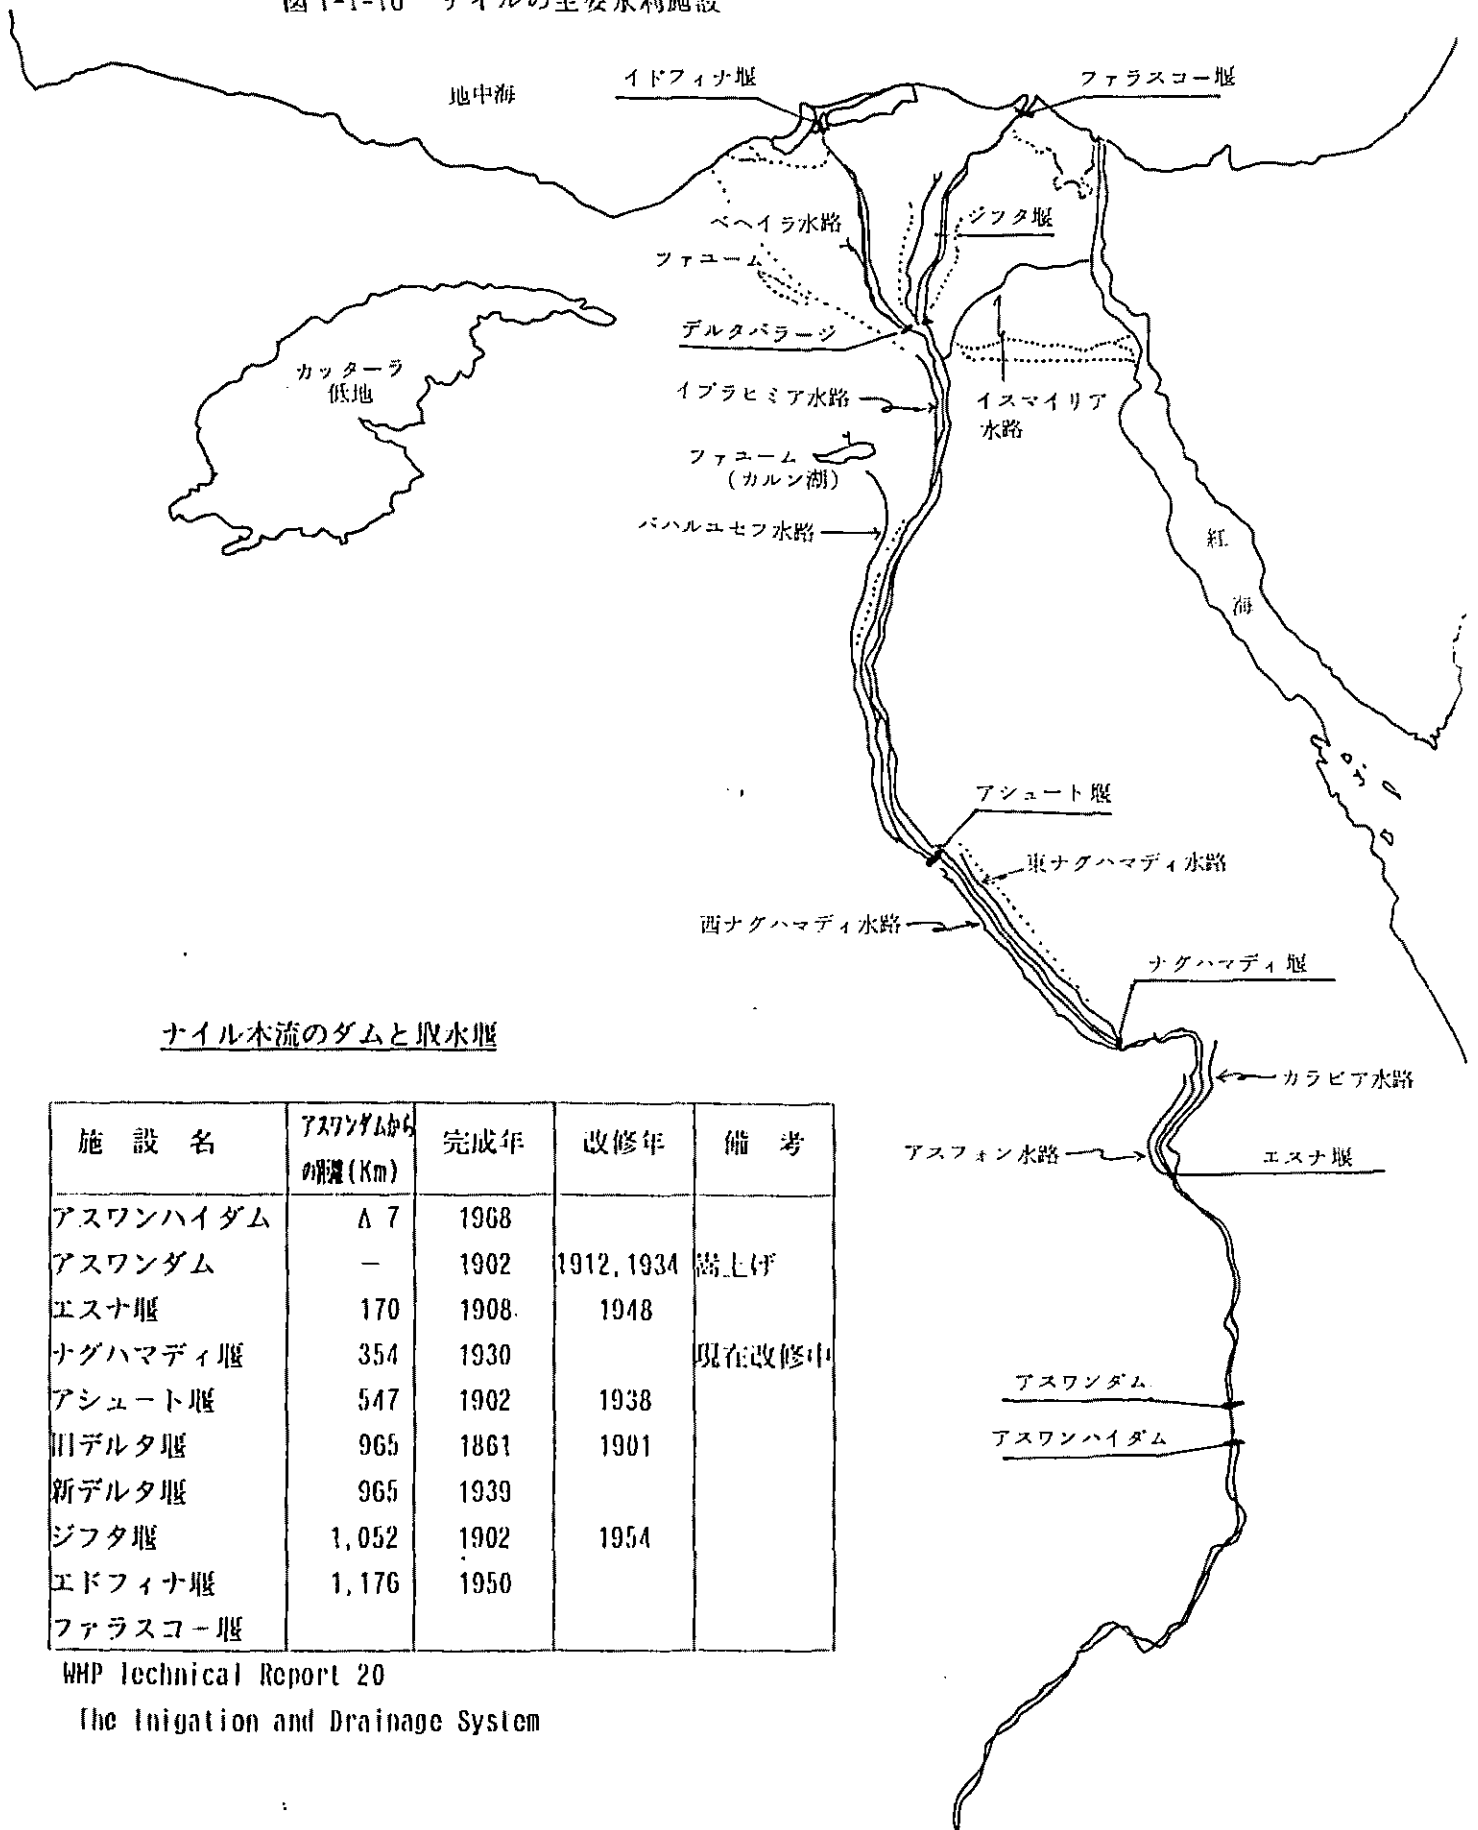 図 1-1-10 ナイルの主要水利施設
地中海
イドフィナ堰
ファラスコー堰
ベヘイラ水路
ジフタ堰
ファユーム
デルタバラージ
カッターラ
低地
イブラヒミア水路
イスマイリア
水路
ファユーム
(カルン湖)
バハルユセフ水路
紅
海
アシュート堰
東ナグハマディ水路
西ナグハマディ水路
ナグハマディ堰
カラビア水路
アスフォン水路
エスナ堰
アスワンダム
アスワンハイダム
ナイル本流のダムと取水堰
施 設 名 アスワンダムからの距離(Km) 完成年 改修年 備 考
アスワンハイダム Δ 7 1968
アスワンダム − 1902 1912,1934 嵩上げ
エスナ堰 170 1908 1948
ナグハマディ堰 354 1930 現在改修中
アシュート堰 547 1902 1938
旧デルタ堰 965 1861 1901
新デルタ堰 965 1939
ジフタ堰 1,052 1902 1954
エドフィナ堰 1,176 1950
ファラスコー堰
WHP Technical Report 20
The Inigation and Drainage System